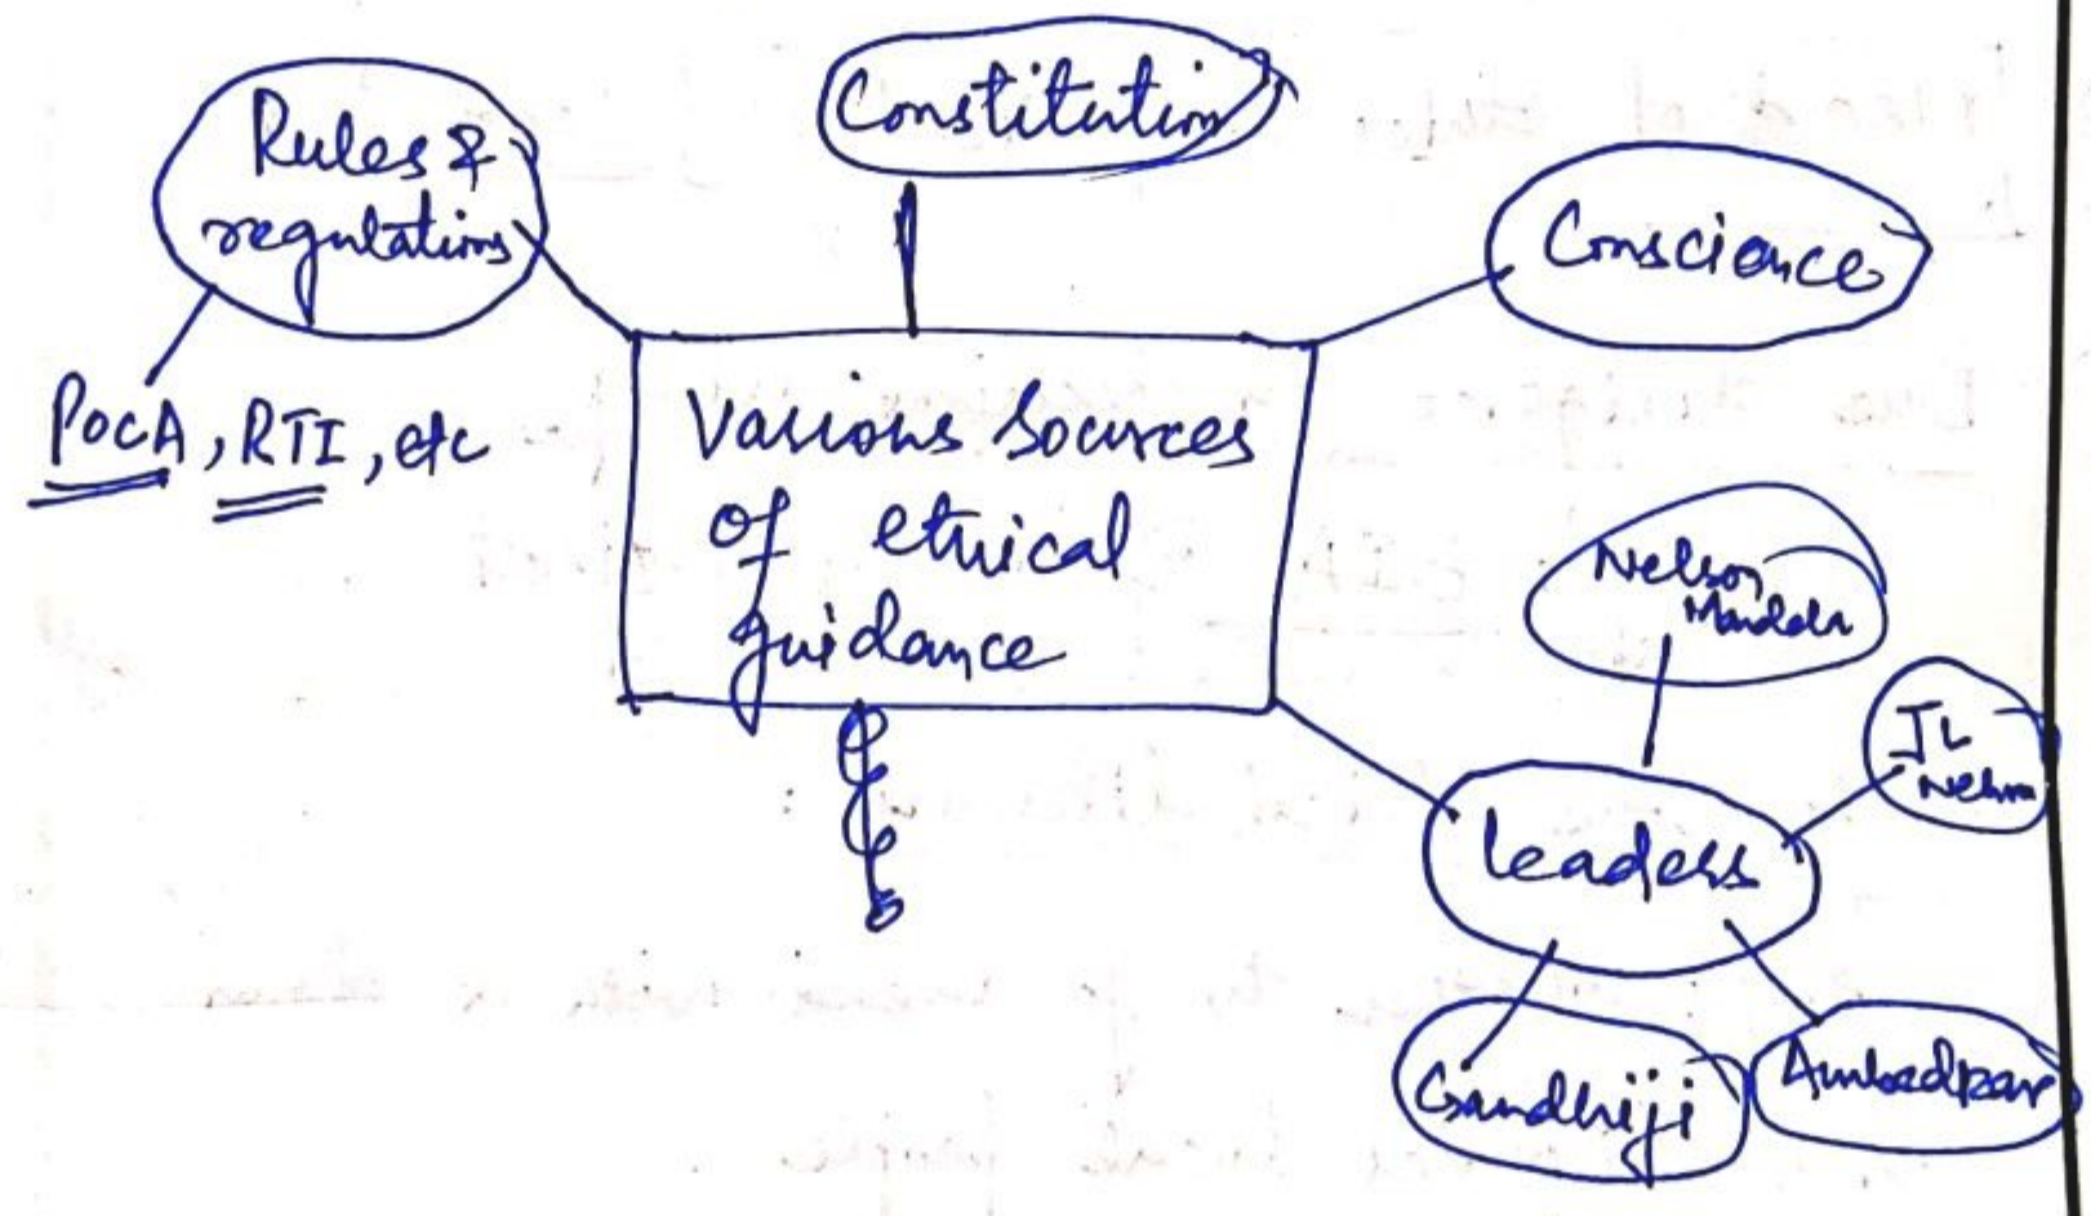 Constitution
Rules &
regulations
Conscience
POCA, RTI, etc
Various sources
of ethical
guidance
Nelson
Mandela
JL
Nehru
leaders
Gandhiji
Ambedkar